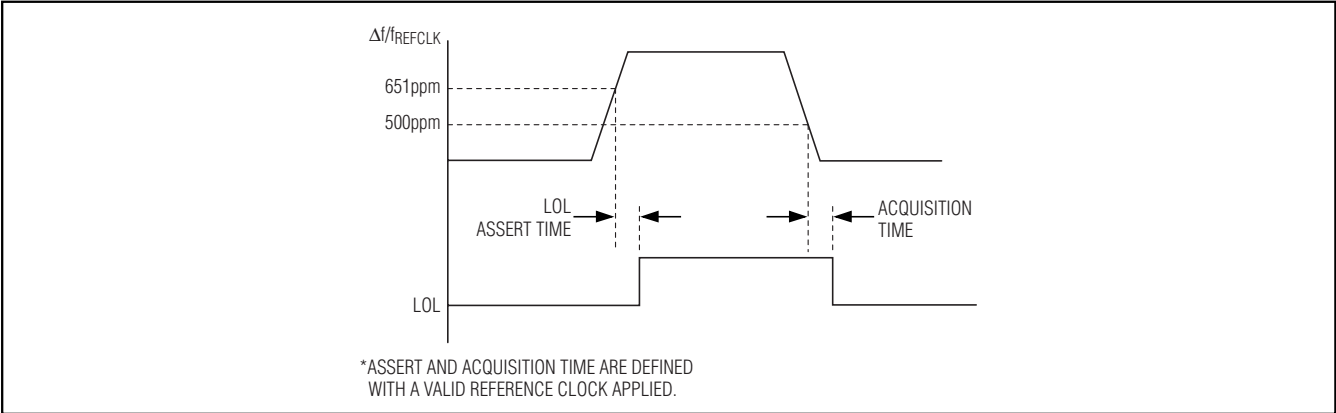 Δf/fREFCLK
651ppm
500ppm
LOL
ASSERT TIME
ACQUISITION
TIME
LOL
*ASSERT AND ACQUISITION TIME ARE DEFINED
WITH A VALID REFERENCE CLOCK APPLIED.